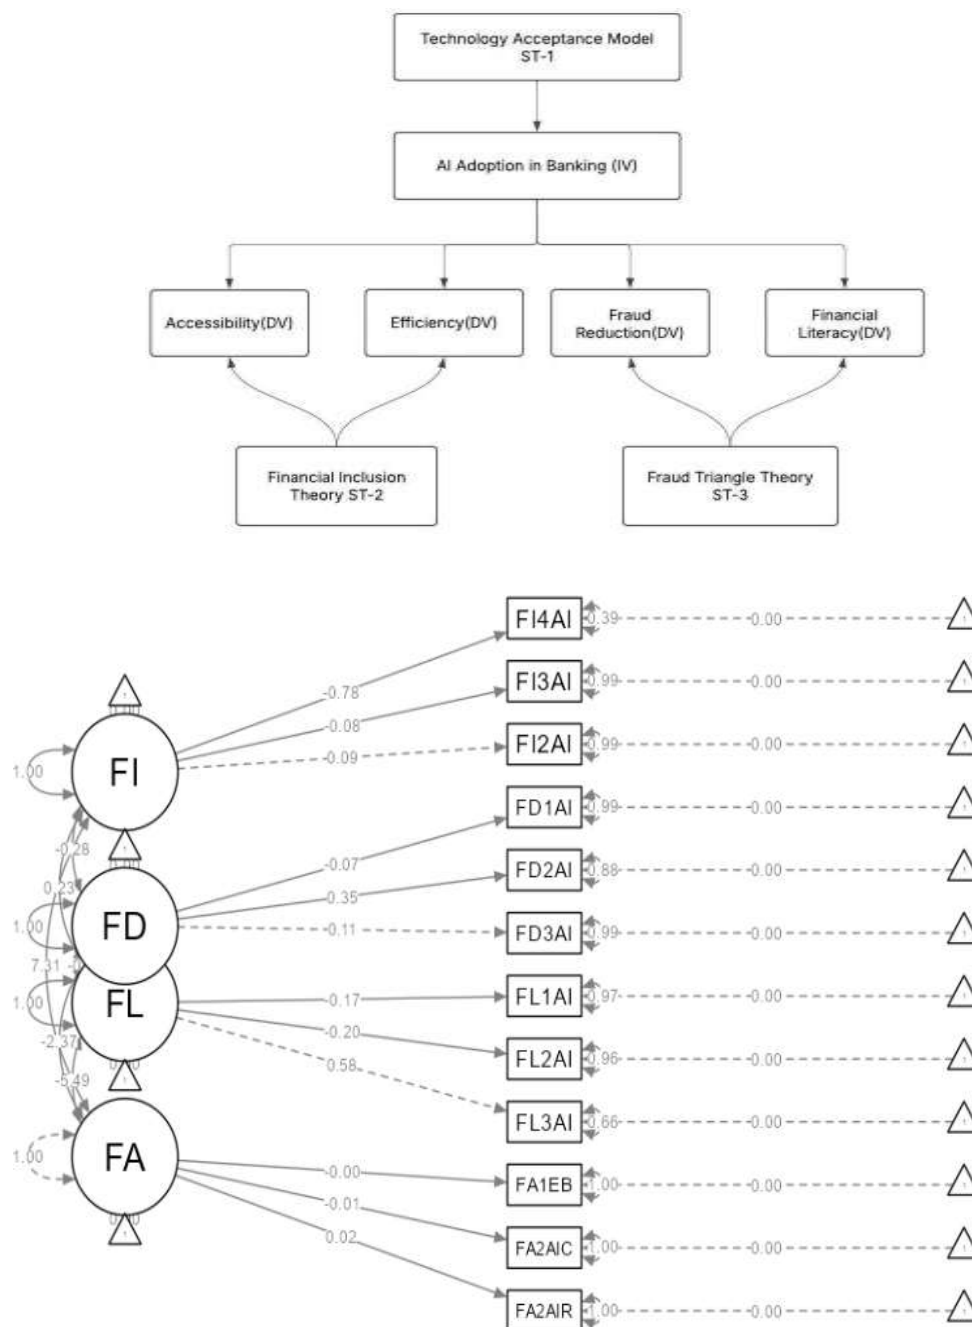 Technology Acceptance Model
ST-1
AI Adoption in Banking (IV)
Accessibility(DV)
Efficiency(DV)
Fraud
Reduction(DV)
Financial
Literacy(DV)
Financial Inclusion
Theory ST-2
Fraud Triangle Theory
ST-3
FI4AI
0.39
0.00
-0.78
FI3AI
0.99
0.00
-0.08
FI2AI
0.99
0.00
-0.09
FI
1.00
FD1AI
0.99
0.00
-0.07
-0.28
FD2AI
0.88
0.00
0.35
0.23
FD
1.00
FD3AI
0.99
0.00
7.31
FL
1.00
FL1AI
0.97
0.00
-0.17
-2.37
FL2AI
0.96
0.00
-0.20
0.58
-5.49
FL3AI
0.66
0.00
FA
1.00
FA1EB
1.00
0.00
-0.00
-0.01
FA2AIC
1.00
0.00
0.02
FA2AIR
1.00
0.00